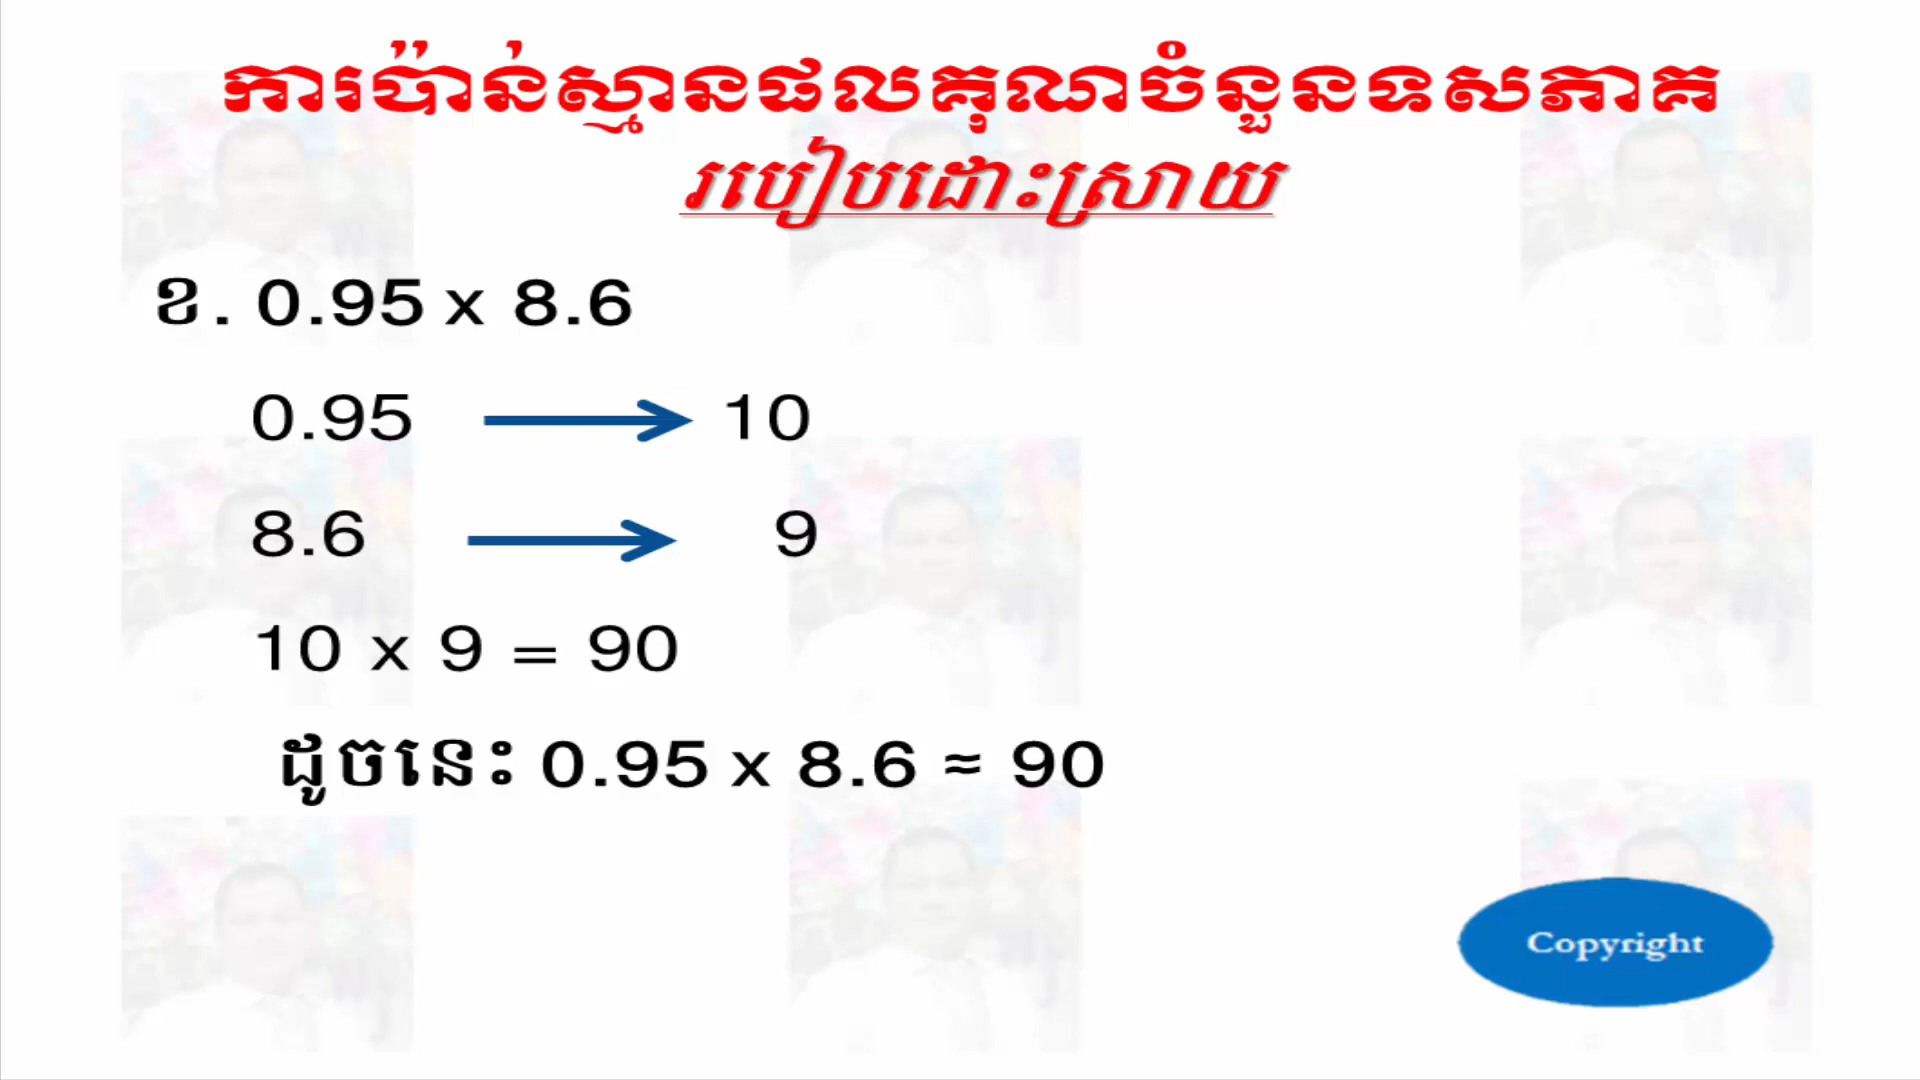 ការប៉ាន់ស្មានផលគុណចំនួនទសភាគ
របៀបដោះស្រាយ
ខ. 0.95 x 8.6
0.95 → 10
8.6 → 9
10 x 9 = 90
ដូចនេះ 0.95 x 8.6 ≈ 90
Copyright